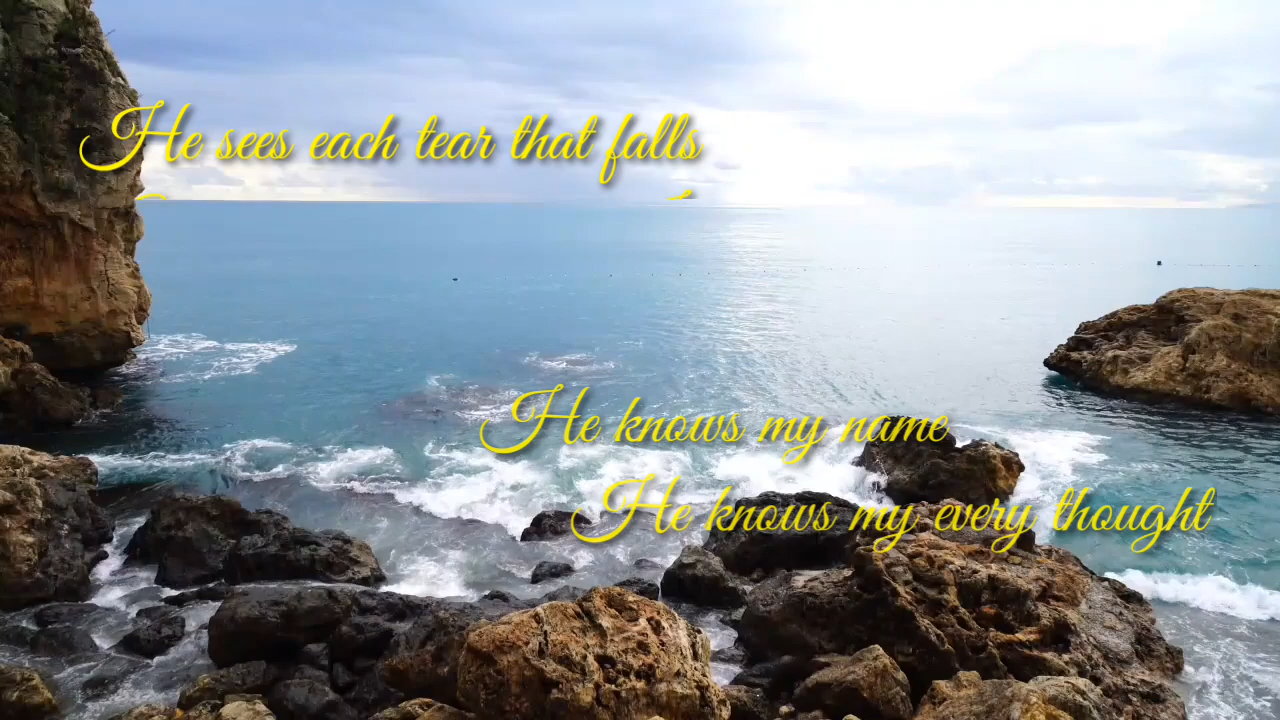 He sees each tear that falls
He knows my name
He knows my every thought